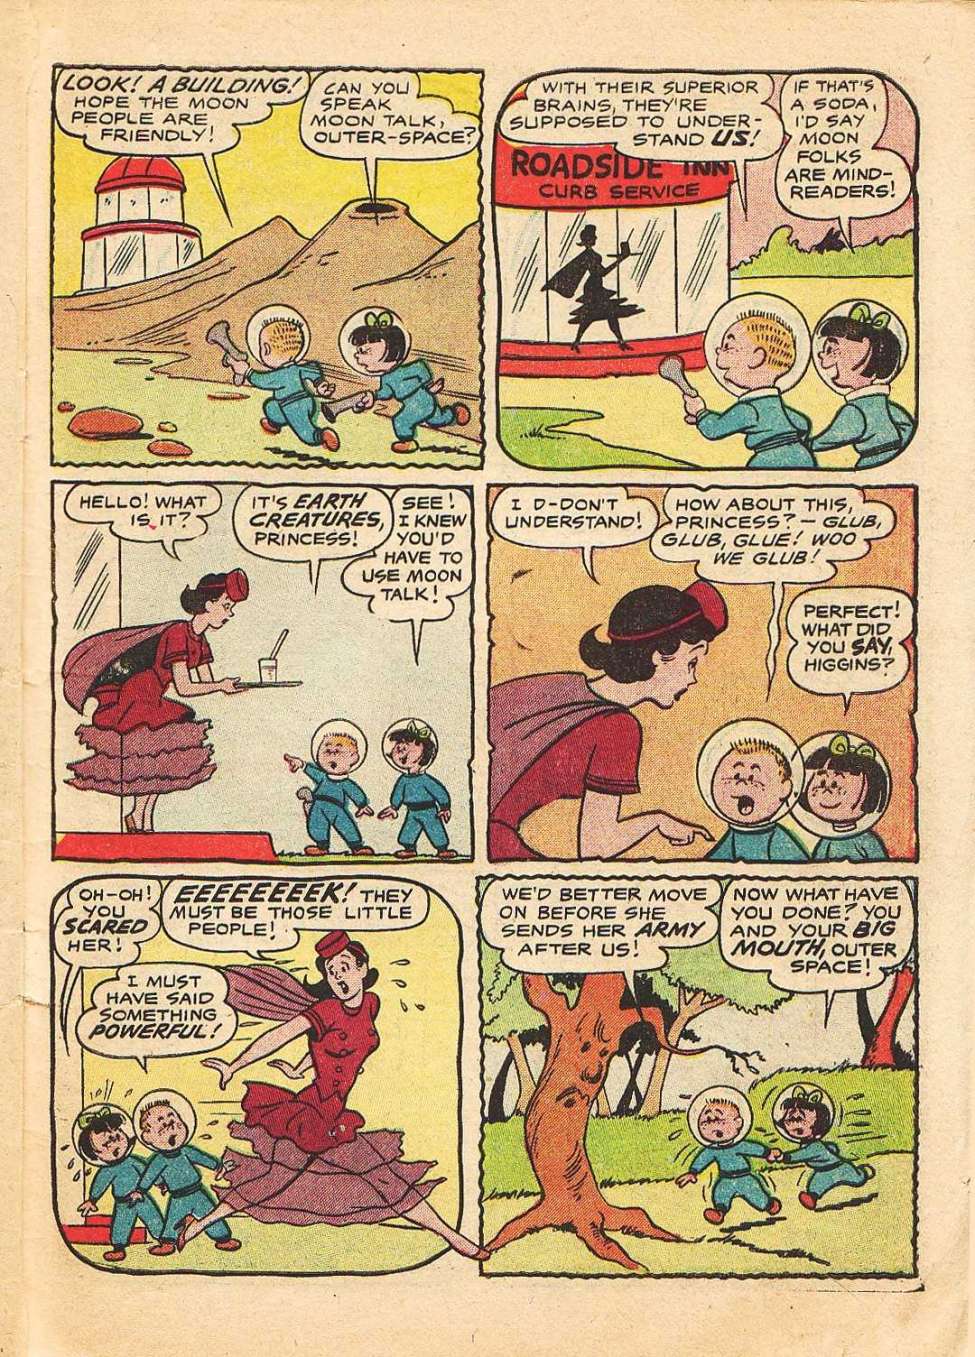 LOOK! A BUILDING!
HOPE THE MOON
PEOPLE ARE
FRIENDLY!
CAN YOU
SPEAK
MOON TALK,
OUTER-SPACE?
WITH THEIR SUPERIOR
BRAINS, THEY'RE
SUPPOSED TO UNDER-
STAND US!
IF THAT'S
A SODA,
I'D SAY
MOON
FOLKS
ARE MIND-
READERS!
ROADSIDE INN
CURB SERVICE
HELLO! WHAT
IS IT?
IT'S EARTH
CREATURES,
PRINCESS!
SEE!
I KNEW
YOU'D
HAVE TO
USE MOON
TALK!
I D-DON'T
UNDERSTAND!
HOW ABOUT THIS,
PRINCESS? — GLUB,
GLUB, GLUE! WOO
WE GLUB!
PERFECT!
WHAT DID
YOU SAY,
HIGGINS?
OH-OH!
YOU
SCARED
HER!
EEEEEEEEK! THEY
MUST BE THOSE LITTLE
PEOPLE!
I MUST
HAVE SAID
SOMETHING
POWERFUL!
WE'D BETTER MOVE
ON BEFORE SHE
SENDS HER ARMY
AFTER US!
NOW WHAT HAVE
YOU DONE? YOU
AND YOUR BIG
MOUTH, OUTER
SPACE!